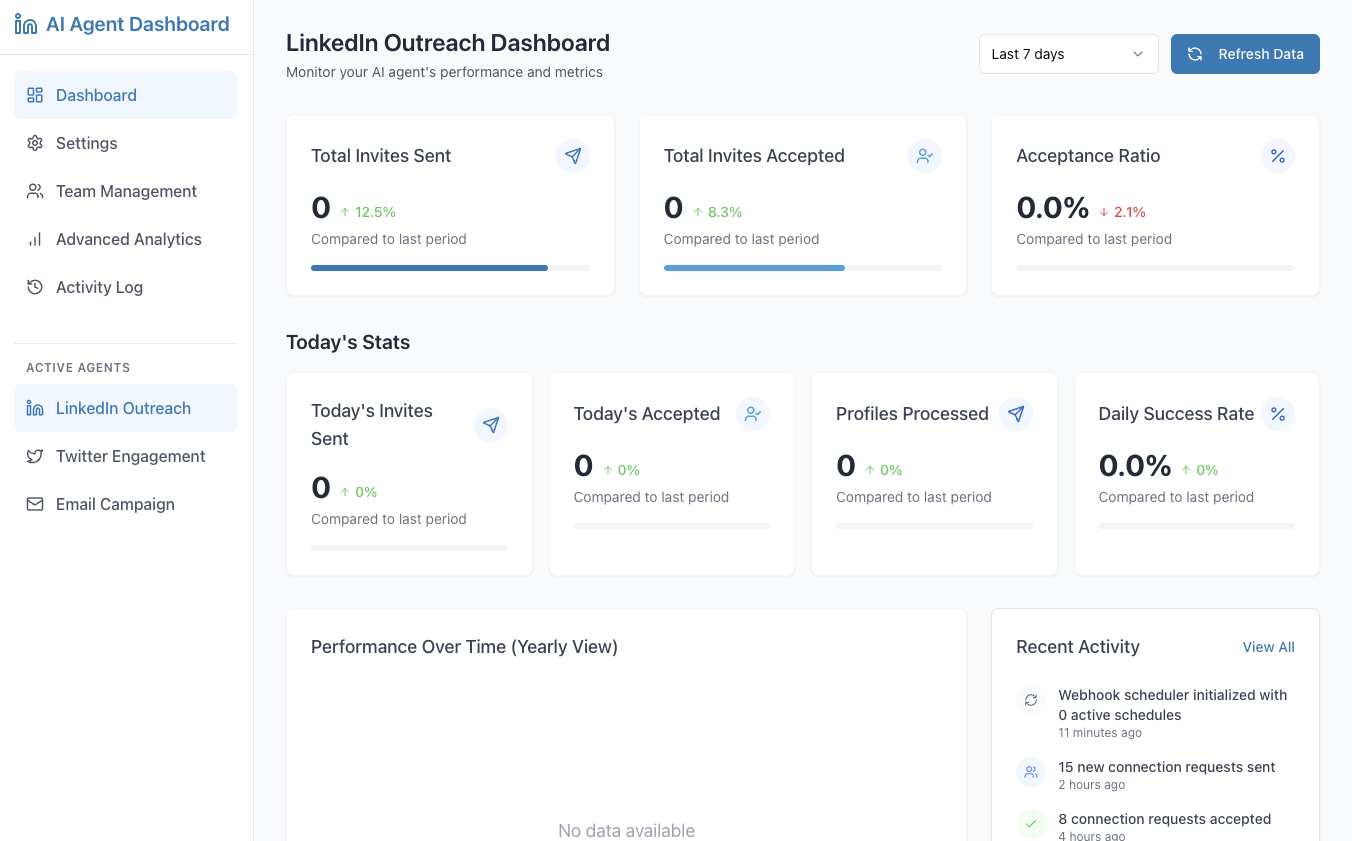 AI Agent Dashboard
Dashboard
Settings
Team Management
Advanced Analytics
Activity Log
ACTIVE AGENTS
LinkedIn Outreach
Twitter Engagement
Email Campaign
LinkedIn Outreach Dashboard
Monitor your AI agent's performance and metrics
Last 7 days
Refresh Data
Total Invites Sent
0 ↑ 12.5%
Compared to last period
Total Invites Accepted
0 ↑ 8.3%
Compared to last period
Acceptance Ratio
%
0.0% ↓ 2.1%
Compared to last period
Today's Stats
Today's Invites
Sent
0 ↑ 0%
Compared to last period
Today's Accepted
0 ↑ 0%
Compared to last period
Profiles Processed
0 ↑ 0%
Compared to last period
Daily Success Rate
%
0.0% ↑ 0%
Compared to last period
Performance Over Time (Yearly View)
No data available
Recent Activity
View All
Webhook scheduler initialized with
0 active schedules
11 minutes ago
15 new connection requests sent
2 hours ago
8 connection requests accepted
4 hours ago